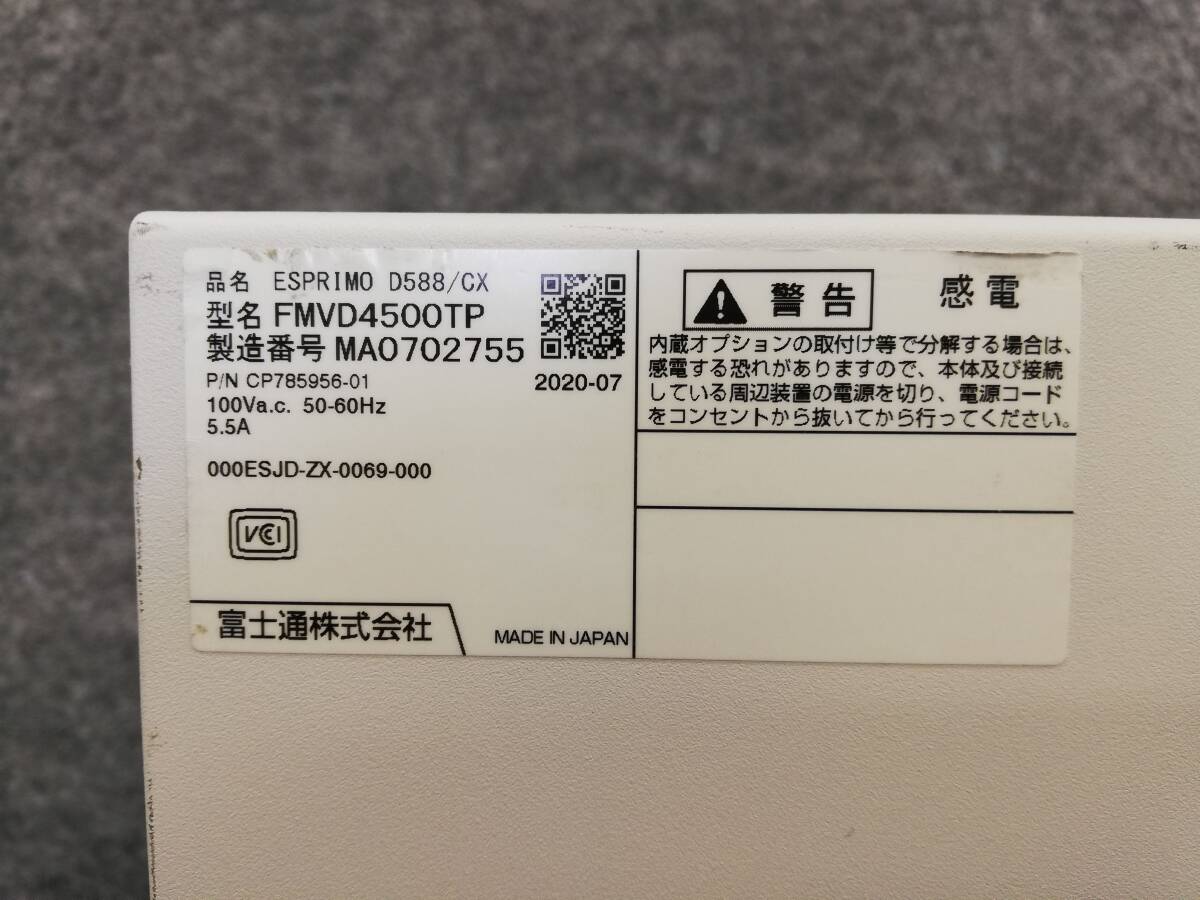 品名 ESPRIMO D588/CX
型名 FMVD4500TP
製造番号 MA0702755
P/N CP785956-01
2020-07
100Va.c. 50-60Hz
5.5A
000ESJD-ZX-0069-000
VCCI
富士通株式会社
MADE IN JAPAN
警告
感電
内蔵オプションの取付け等で分解する場合は、
感電する恐れがありますので、本体及び接続
している周辺装置の電源を切り、電源コード
をコンセントから抜いてから行ってください。